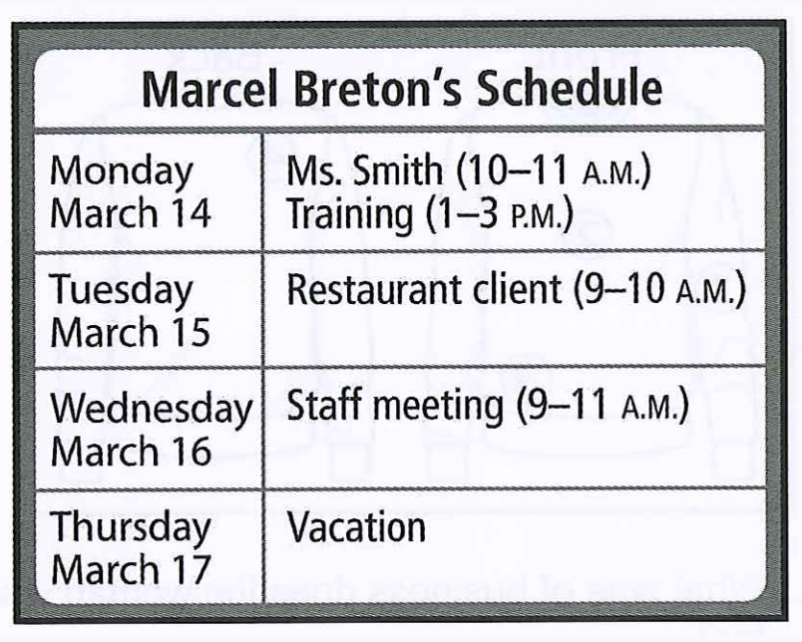 Marcel Breton's Schedule
Monday
March 14
Ms. Smith (10–11 A.M.)
Training (1–3 P.M.)
Tuesday
March 15
Restaurant client (9–10 A.M.)
Wednesday
March 16
Staff meeting (9–11 A.M.)
Thursday
March 17
Vacation